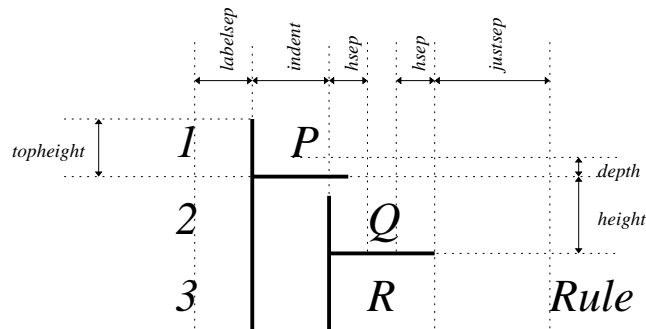 labelsep indent hsep hsep justsep
1 P
topheight
depth
2 Q height
3 R Rule